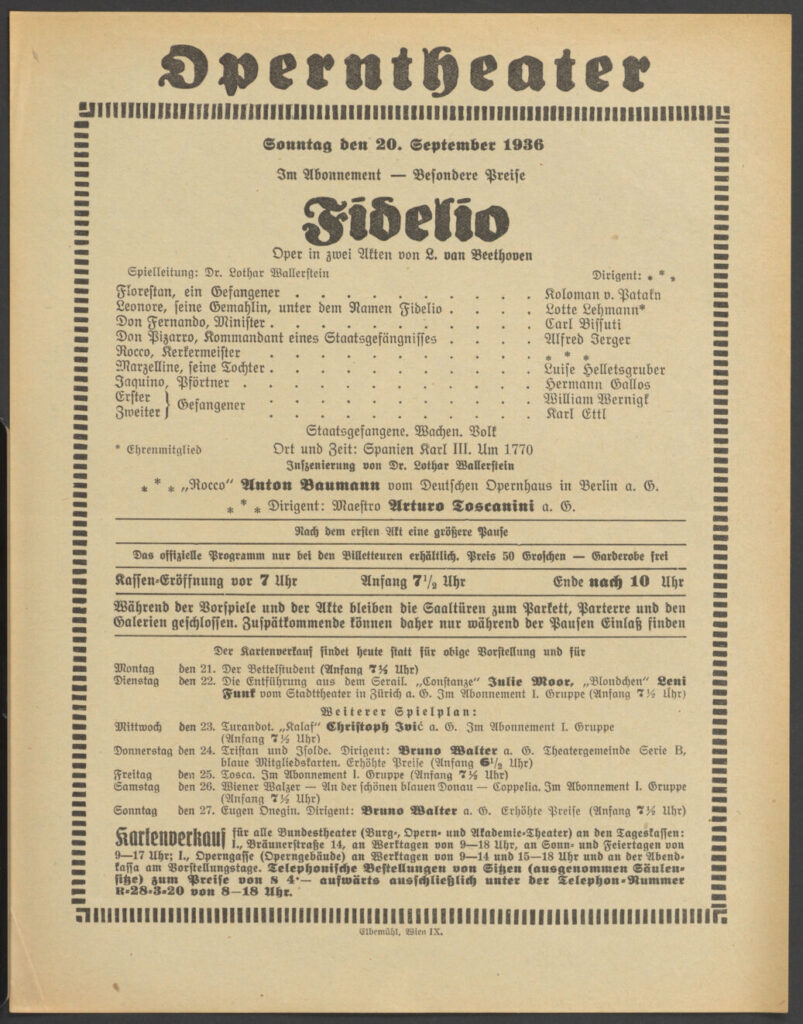 Operntheater
Sonntag den 20. September 1936
Im Abonnement — Besondere Preise
Fidelio
Oper in zwei Akten von L. van Beethoven
Spielleitung: Dr. Lothar Wallerstein Dirigent: * * *
Florestan, ein Gefangener . . . . . . . . . Koloman v. Pataky
Leonore, seine Gemahlin, unter dem Namen Fidelio . . . . Lotte Lehmann*
Don Fernando, Minister . . . . . . . . . . Carl Bissuti
Don Pizarro, Kommandant eines Staatsgefängnisses . . . . Alfred Jerger
Rocco, Kerkermeister . . . . . . . . . . * * *
Marzelline, seine Tochter . . . . . . . . . . Luise Helletsgruber
Jaquino, Pförtner . . . . . . . . . . . Hermann Gallos
Erster } Gefangener . . . . . . . . . . William Wernigk
Zweiter } . . . . . . . . . . Karl Ettl
Staatsgefangene. Wachen. Volk
* Ehrenmitglied Ort und Zeit: Spanien Karl III. Um 1770
Inszenierung von Dr. Lothar Wallerstein
* * * „Rocco“ Anton Baumann vom Deutschen Opernhaus in Berlin a. G.
* * * Dirigent: Maestro Arturo Toscanini a. G.
Nach dem ersten Akt eine größere Pause
Das offizielle Programm nur bei den Billetteuren erhältlich. Preis 50 Groschen — Garderobe frei
Kassen-Eröffnung vor 7 Uhr Anfang 7 1/2 Uhr Ende nach 10 Uhr
Während der Vorspiele und der Akte bleiben die Saaltüren zum Parkett, Parterre und den
Galerien geschlossen. Zuspätkommende können daher nur während der Pausen Einlaß finden
Der Kartenverkauf findet heute statt für obige Vorstellung und für
Montag den 21. Der Bettelstudent (Anfang 7½ Uhr)
Dienstag den 22. Die Entführung aus dem Serail. „Constanze“ Julie Moor, „Blondchen“ Leni
Funk vom Stadttheater in Zürich a. G. Im Abonnement I. Gruppe (Anfang 7½ Uhr)
Weiterer Spielplan:
Mittwoch den 23. Turandot. „Kalaf“ Christoph Jvić a. G. Im Abonnement I. Gruppe
(Anfang 7½ Uhr)
Donnerstag den 24. Tristan und Isolde. Dirigent: Bruno Walter a. G. Theatergemeinde Serie B,
blaue Mitgliedskarten. Erhöhte Preise (Anfang 6 1/2 Uhr)
Freitag den 25. Tosca. Im Abonnement I. Gruppe (Anfang 7½ Uhr)
Samstag den 26. Wiener Walzer — An der schönen blauen Donau — Coppelia. Im Abonnement I. Gruppe
(Anfang 7½ Uhr)
Sonntag den 27. Eugen Onegin. Dirigent: Bruno Walter a. G. Erhöhte Preise (Anfang 7½ Uhr)
Kartenverkauf für alle Bundestheater (Burg-, Opern- und Akademie-Theater) an den Tageskassen:
I., Bräunerstraße 14, an Werktagen von 9—18 Uhr, an Sonn- und Feiertagen von
9—17 Uhr; I., Operngasse (Operngebäude) an Werktagen von 9—14 und 15—18 Uhr und an der Abend-
kassa am Vorstellungstage. Telephonische Bestellungen von Sitzen (ausgenommen Säulen-
sitze) zum Preise von S 4·— aufwärts ausschließlich unter der Telephon-Nummer
R-28-3-20 von 8—18 Uhr.
Elbemühl, Wien IX.